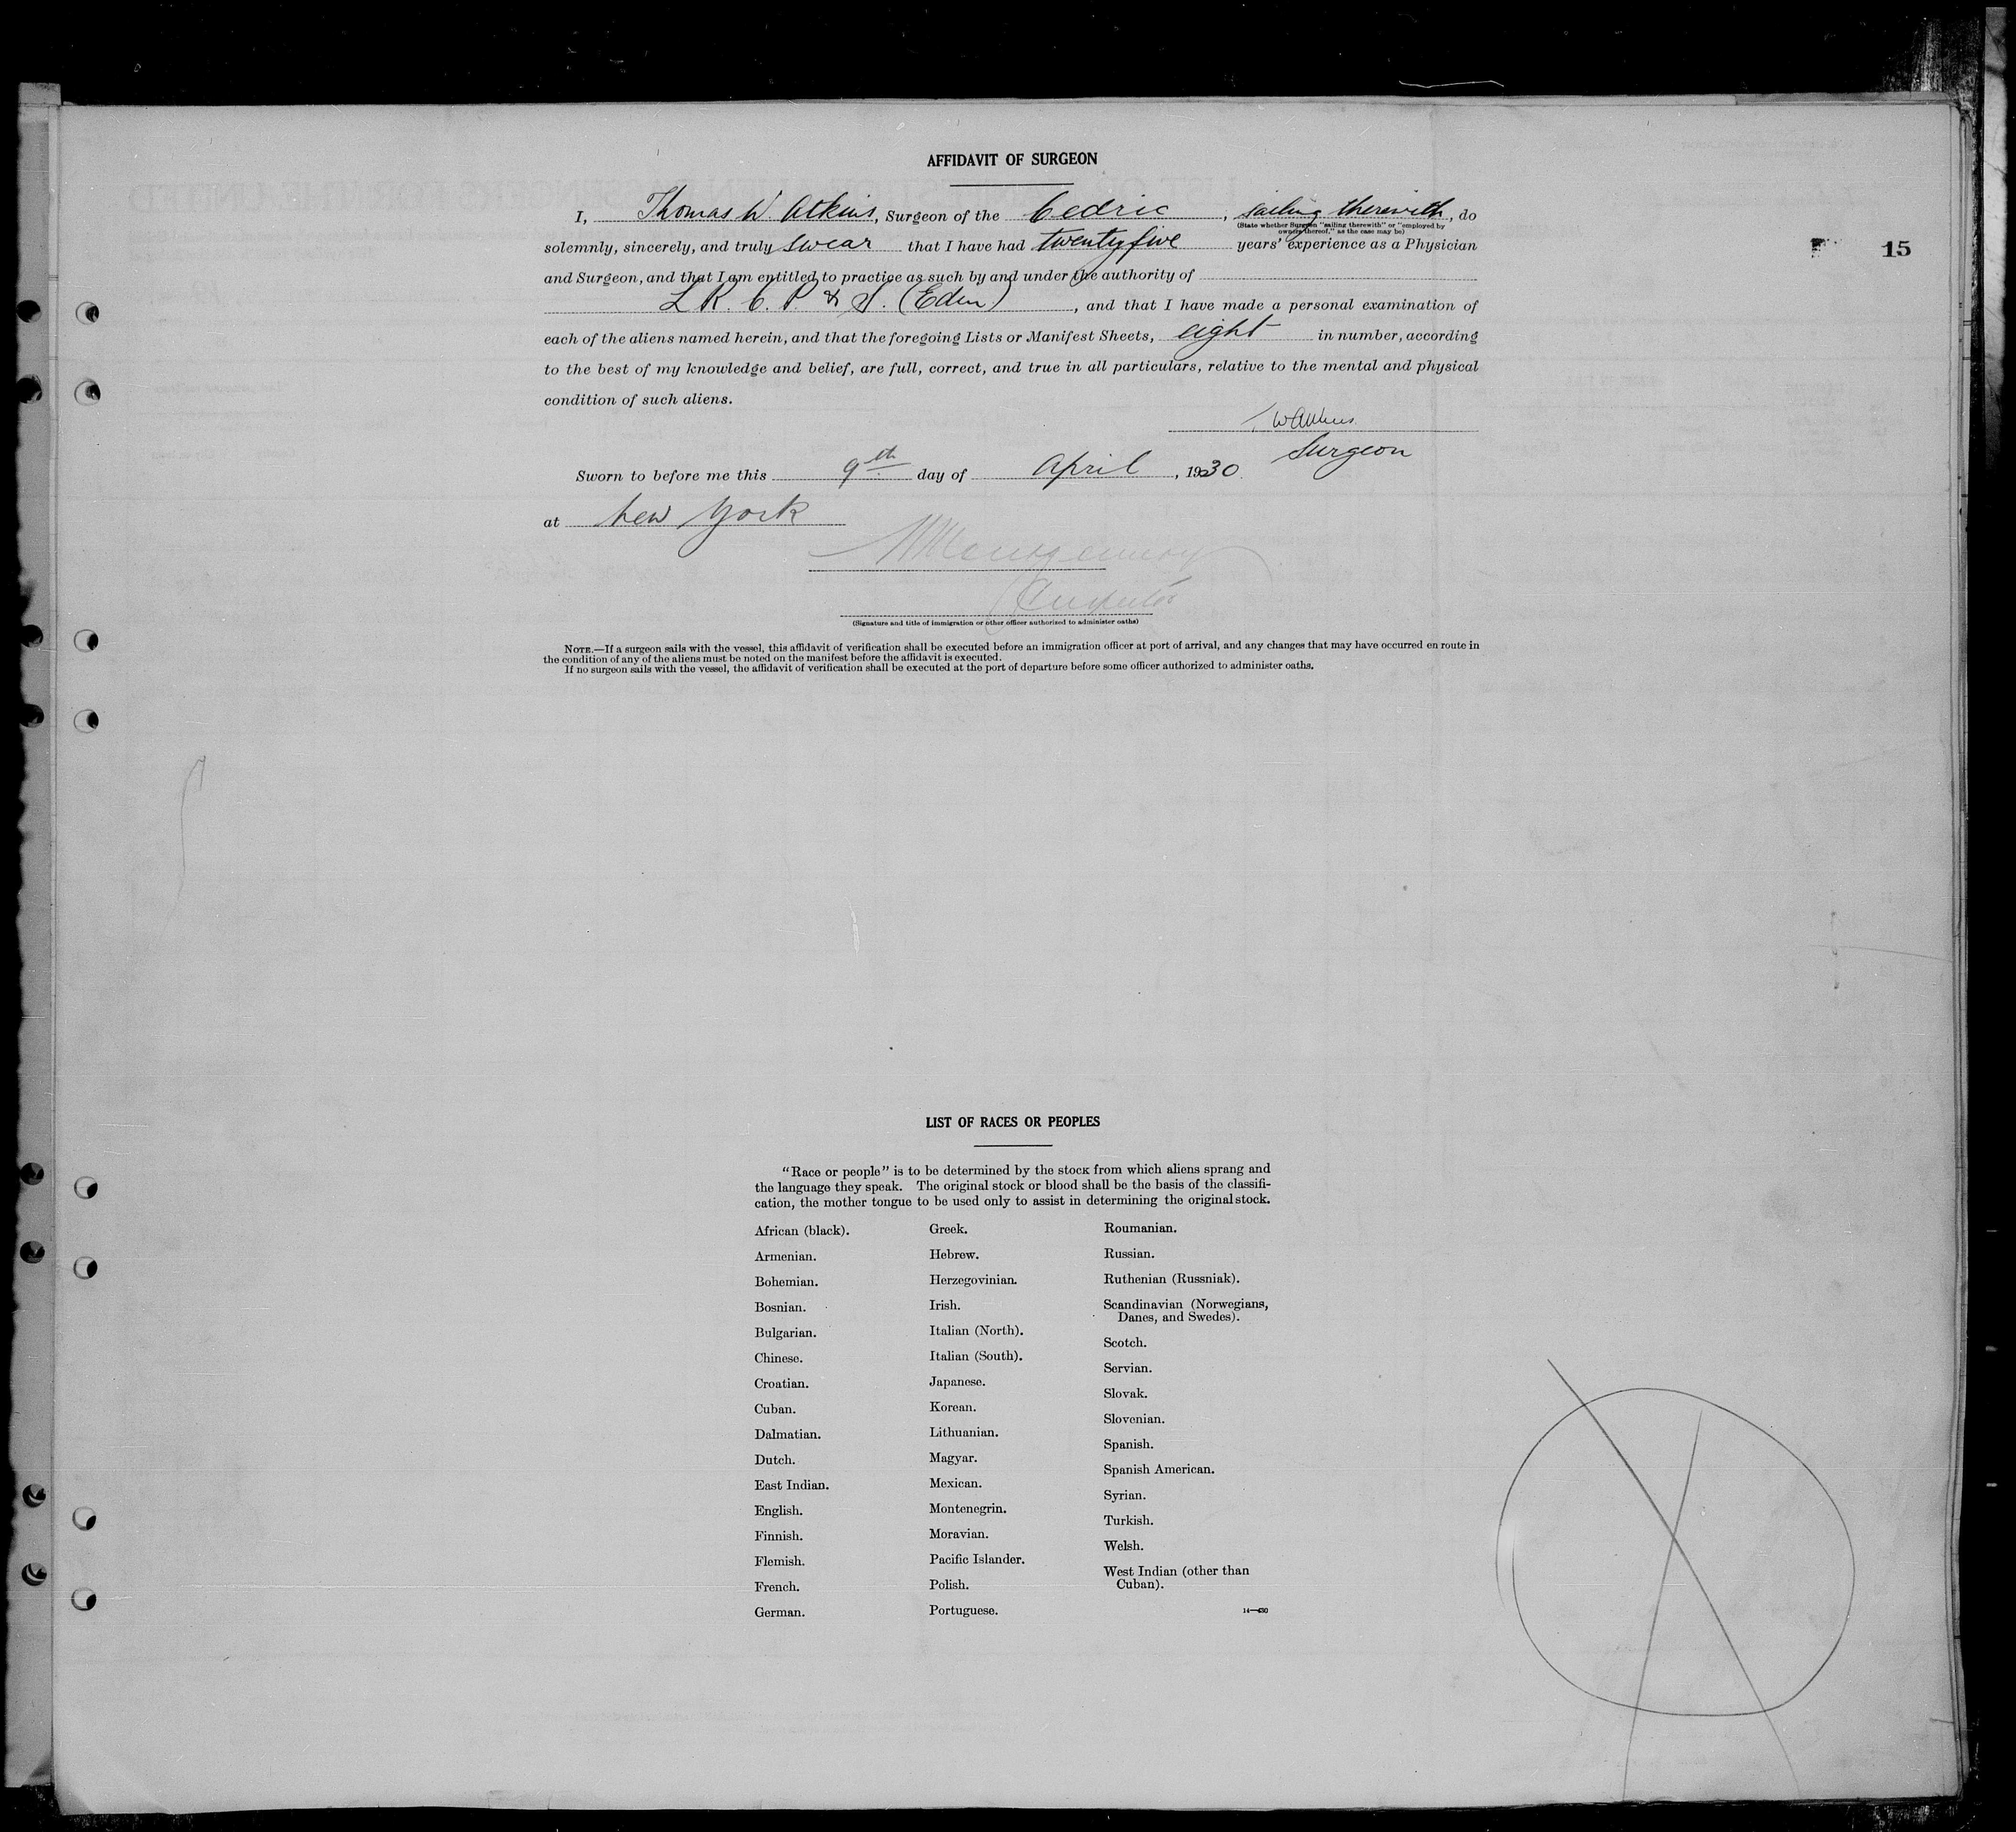 AFFIDAVIT OF SURGEON
I, Thomas W. Atkins, Surgeon of the Cedric, sailing therewith, do
(State whether Surgeon "sailing therewith" or "employed by
owners thereof," as the case may be)
solemnly, sincerely, and truly swear that I have had twentyfive years' experience as a Physician
15
and Surgeon, and that I am entitled to practice as such by and under the authority of
L R. C. P & S. (Edin), and that I have made a personal examination of
each of the aliens named herein, and that the foregoing Lists or Manifest Sheets, eight in number, according
to the best of my knowledge and belief, are full, correct, and true in all particulars, relative to the mental and physical
condition of such aliens.
T. W Atkins
Surgeon
Sworn to before me this 9th day of April, 1930.
at New York
Montgomery
Inspector
(Signature and title of immigration or other officer authorized to administer oaths)
NOTE.—If a surgeon sails with the vessel, this affidavit of verification shall be executed before an immigration officer at port of arrival, and any changes that may have occurred en route in
the condition of any of the aliens must be noted on the manifest before the affidavit is executed.
If no surgeon sails with the vessel, the affidavit of verification shall be executed at the port of departure before some officer authorized to administer oaths.
LIST OF RACES OR PEOPLES
"Race or people" is to be determined by the stock from which aliens sprang and
the language they speak. The original stock or blood shall be the basis of the classifi-
cation, the mother tongue to be used only to assist in determining the original stock.
African (black).
Armenian.
Bohemian.
Bosnian.
Bulgarian.
Chinese.
Croatian.
Cuban.
Dalmatian.
Dutch.
East Indian.
English.
Finnish.
Flemish.
French.
German.
Greek.
Hebrew.
Herzegovinian.
Irish.
Italian (North).
Italian (South).
Japanese.
Korean.
Lithuanian.
Magyar.
Mexican.
Montenegrin.
Moravian.
Pacific Islander.
Polish.
Portuguese.
Roumanian.
Russian.
Ruthenian (Russniak).
Scandinavian (Norwegians,
Danes, and Swedes).
Scotch.
Servian.
Slovak.
Slovenian.
Spanish.
Spanish American.
Syrian.
Turkish.
Welsh.
West Indian (other than
Cuban).